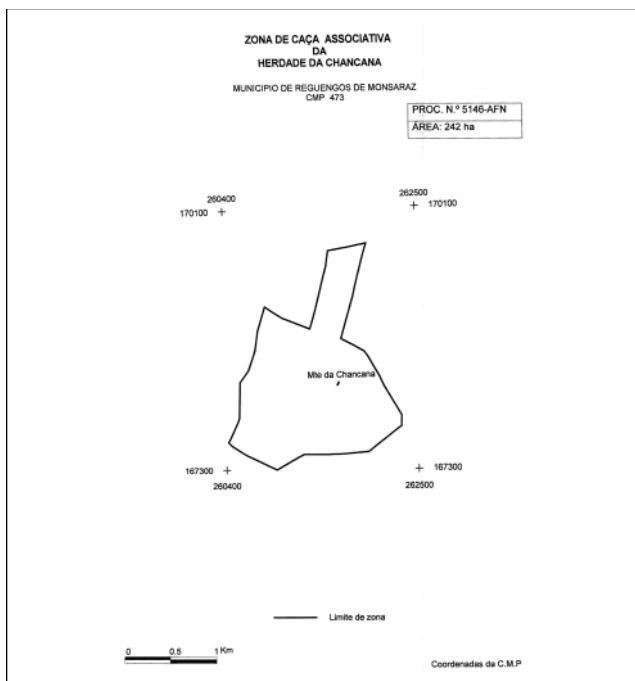 ZONA DE CAÇA ASSOCIATIVA
DA
HERDADE DA CHANCANA
MUNICIPIO DE REGUENGOS DE MONSARAZ
CMP 473
PROC. N.º 5146-AFN
ÁREA: 242 ha
260400
262500
170100
170100
Mte da Chancana
167300
167300
260400
262500
Limite de zona
0 0.5 1 Km
Coordenadas da C.M.P